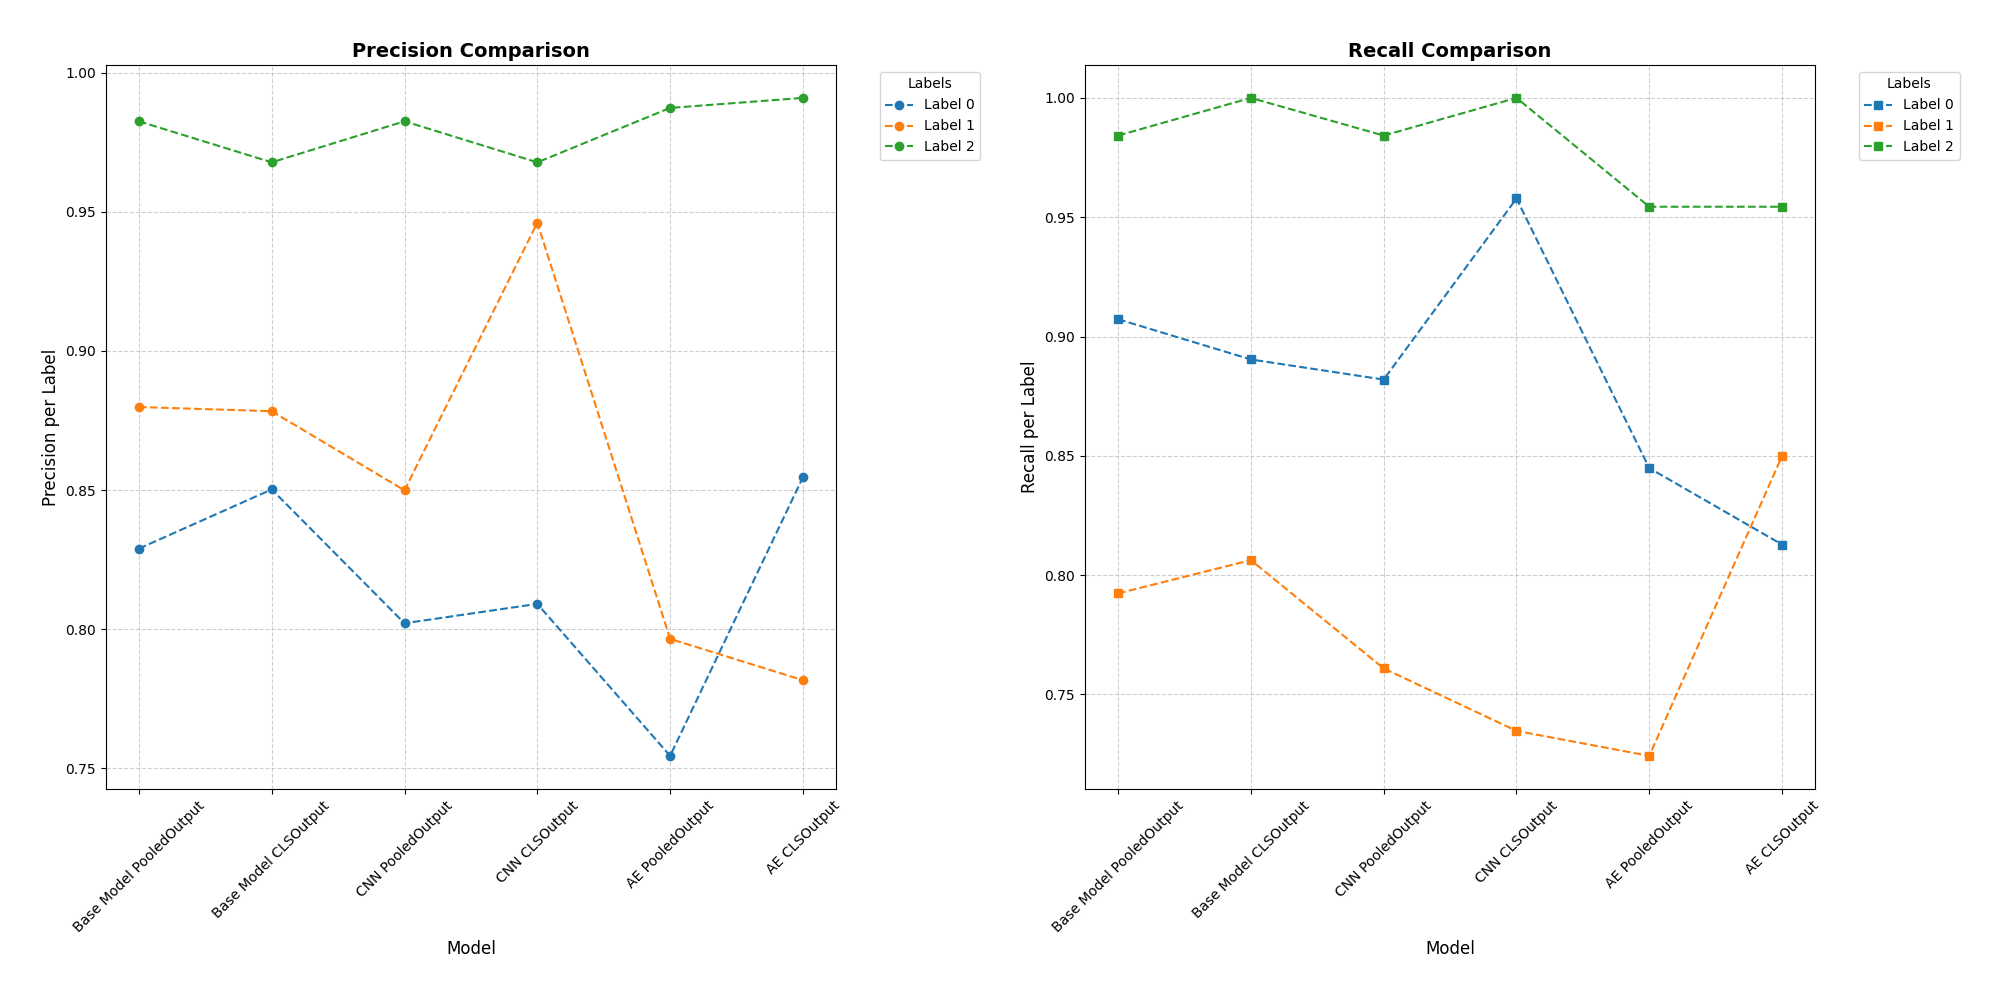 Precision Comparison
Precision per Label
1.00
0.95
0.90
0.85
0.80
0.75
Base Model PooledOutput
Base Model CLSOutput
CNN PooledOutput
CNN CLSOutput
AE PooledOutput
AE CLSOutput
Model
Labels
Label 0
Label 1
Label 2
Recall Comparison
Recall per Label
1.00
0.95
0.90
0.85
0.80
0.75
Base Model PooledOutput
Base Model CLSOutput
CNN PooledOutput
CNN CLSOutput
AE PooledOutput
AE CLSOutput
Model
Labels
Label 0
Label 1
Label 2